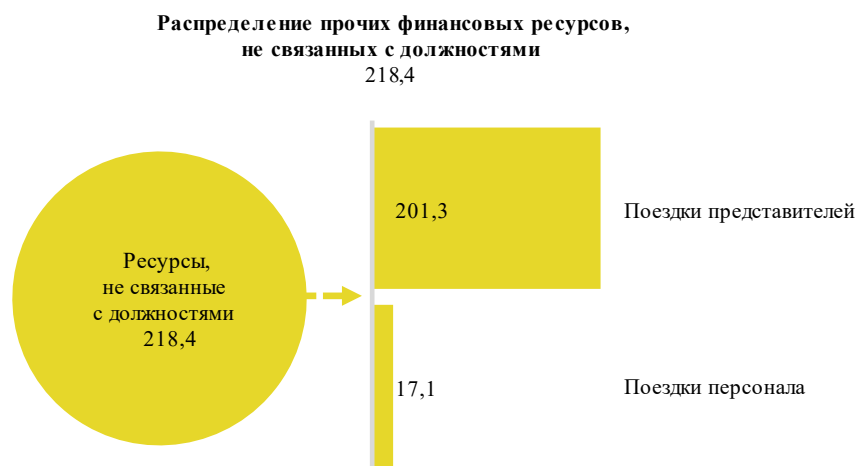 Распределение прочих финансовых ресурсов,
не связанных с должностями
218,4
201,3
Поездки представителей
Ресурсы,
не связанные
с должностями
218,4
17,1
Поездки персонала